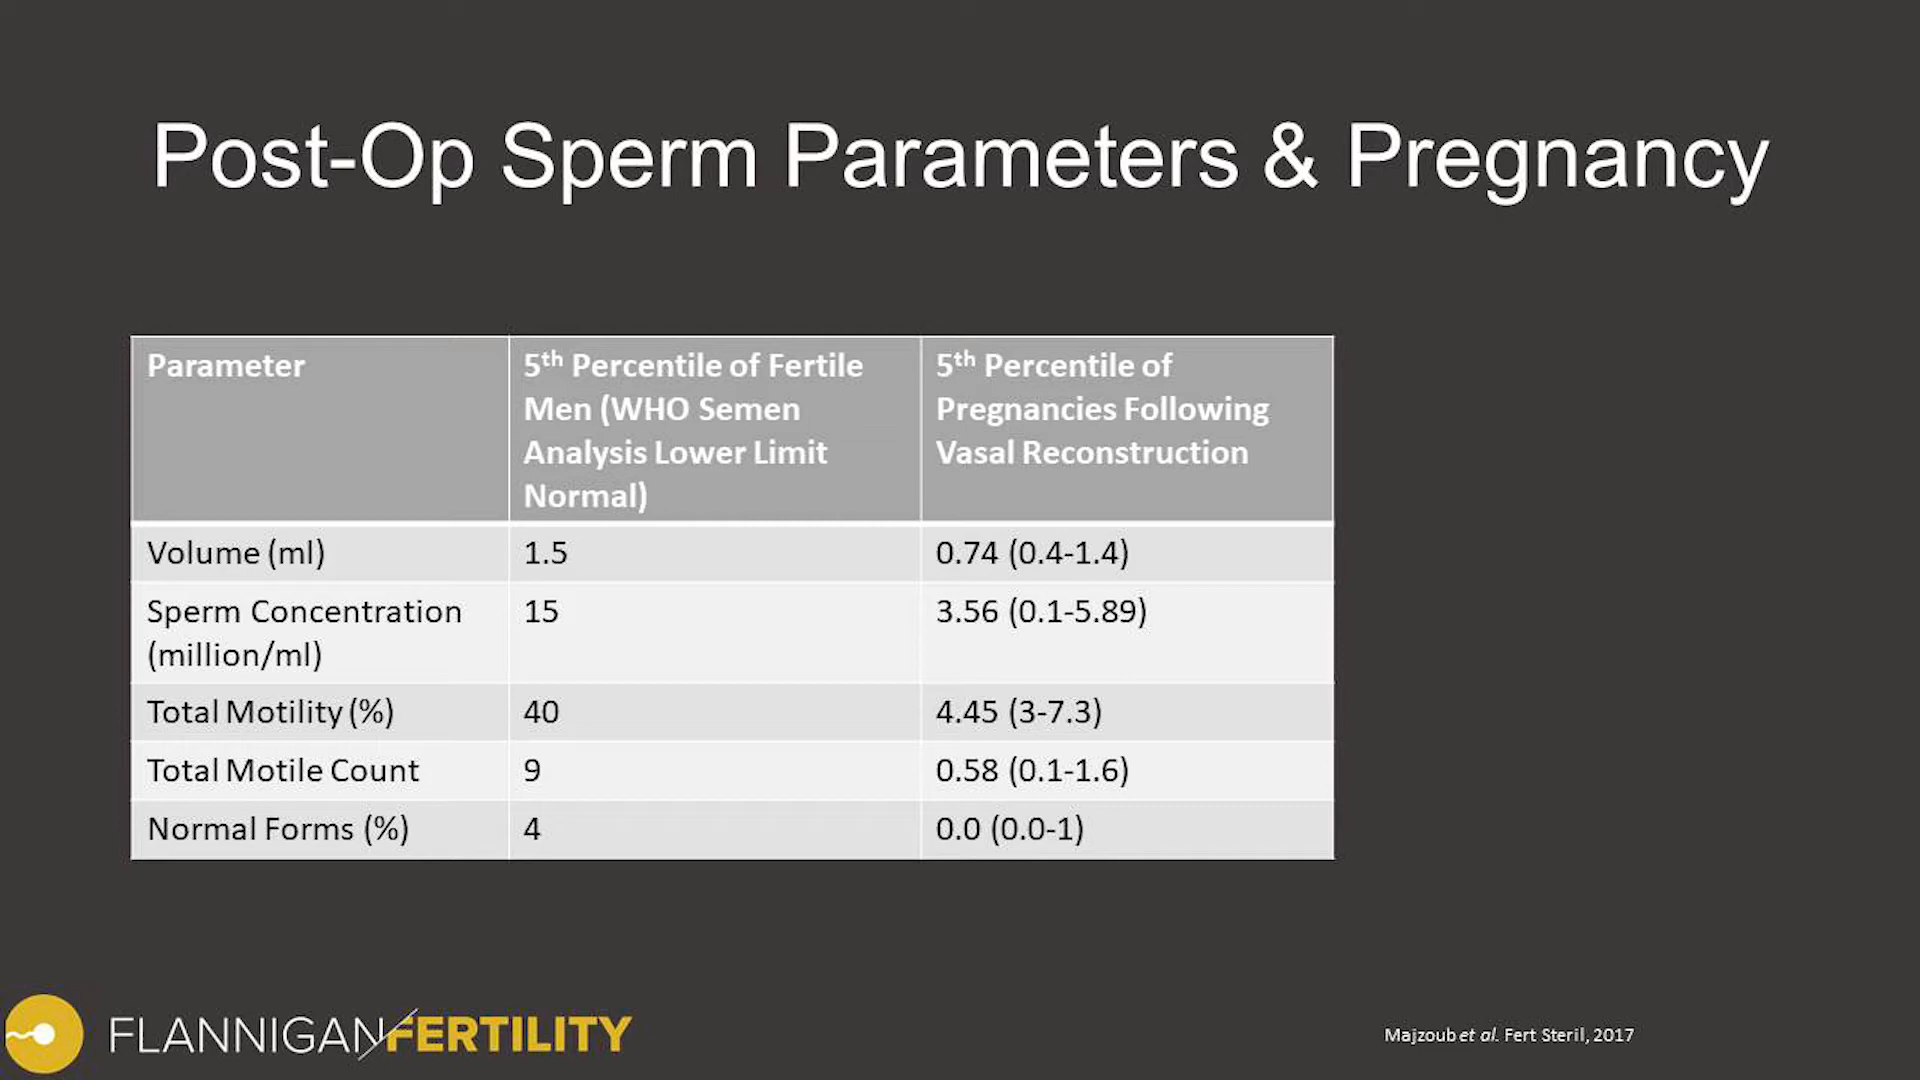 Post-Op Sperm Parameters & Pregnancy
Parameter
5th Percentile of Fertile
Men (WHO Semen
Analysis Lower Limit
Normal)
5th Percentile of
Pregnancies Following
Vasal Reconstruction
Volume (ml)
1.5
0.74 (0.4-1.4)
Sperm Concentration
(million/ml)
15
3.56 (0.1-5.89)
Total Motility (%)
40
4.45 (3-7.3)
Total Motile Count
9
0.58 (0.1-1.6)
Normal Forms (%)
4
0.0 (0.0-1)
FLANNIGAN FERTILITY
Majzoub et al. Fert Steril, 2017